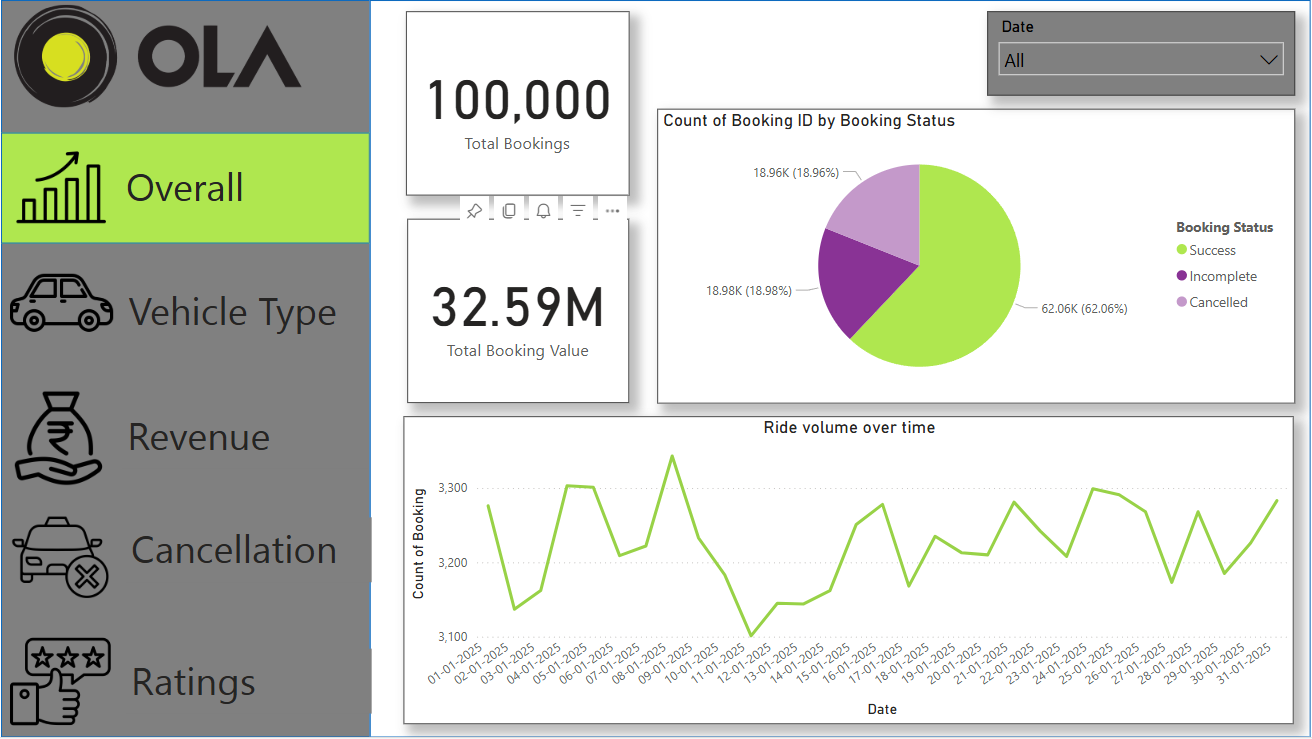 OLA
Overall
Vehicle Type
Revenue
Cancellation
Ratings
100,000
Total Bookings
32.59M
Total Booking Value
Date
All
Count of Booking ID by Booking Status
18.96K (18.96%)
18.98K (18.98%)
62.06K (62.06%)
Booking Status
Success
Incomplete
Cancelled
Ride volume over time
Count of Booking
3,300
3,200
3,100
01-01-2025
02-01-2025
03-01-2025
04-01-2025
05-01-2025
06-01-2025
07-01-2025
08-01-2025
09-01-2025
10-01-2025
11-01-2025
12-01-2025
13-01-2025
14-01-2025
15-01-2025
16-01-2025
17-01-2025
18-01-2025
19-01-2025
20-01-2025
21-01-2025
22-01-2025
23-01-2025
24-01-2025
25-01-2025
26-01-2025
27-01-2025
28-01-2025
29-01-2025
30-01-2025
31-01-2025
Date